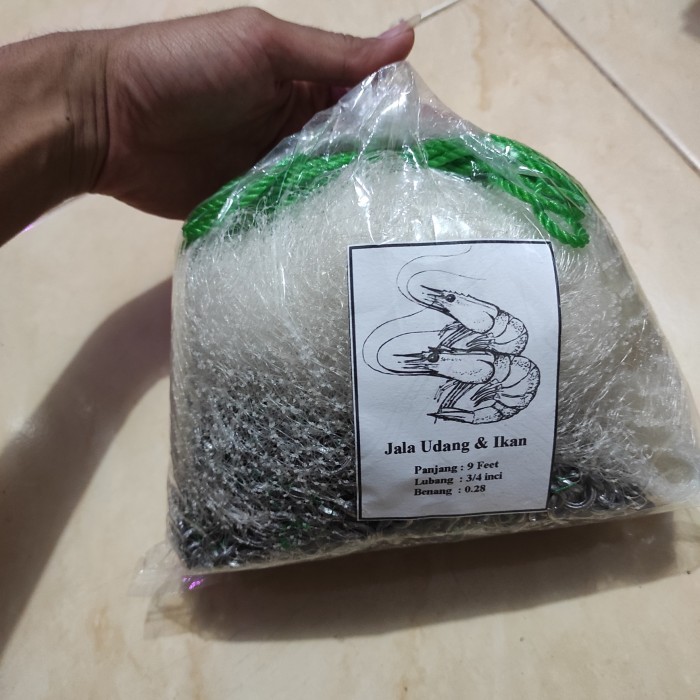 Jala Udang & Ikan
Panjang : 9 Feet
Lubang : 3/4 inci
Benang : 0.28